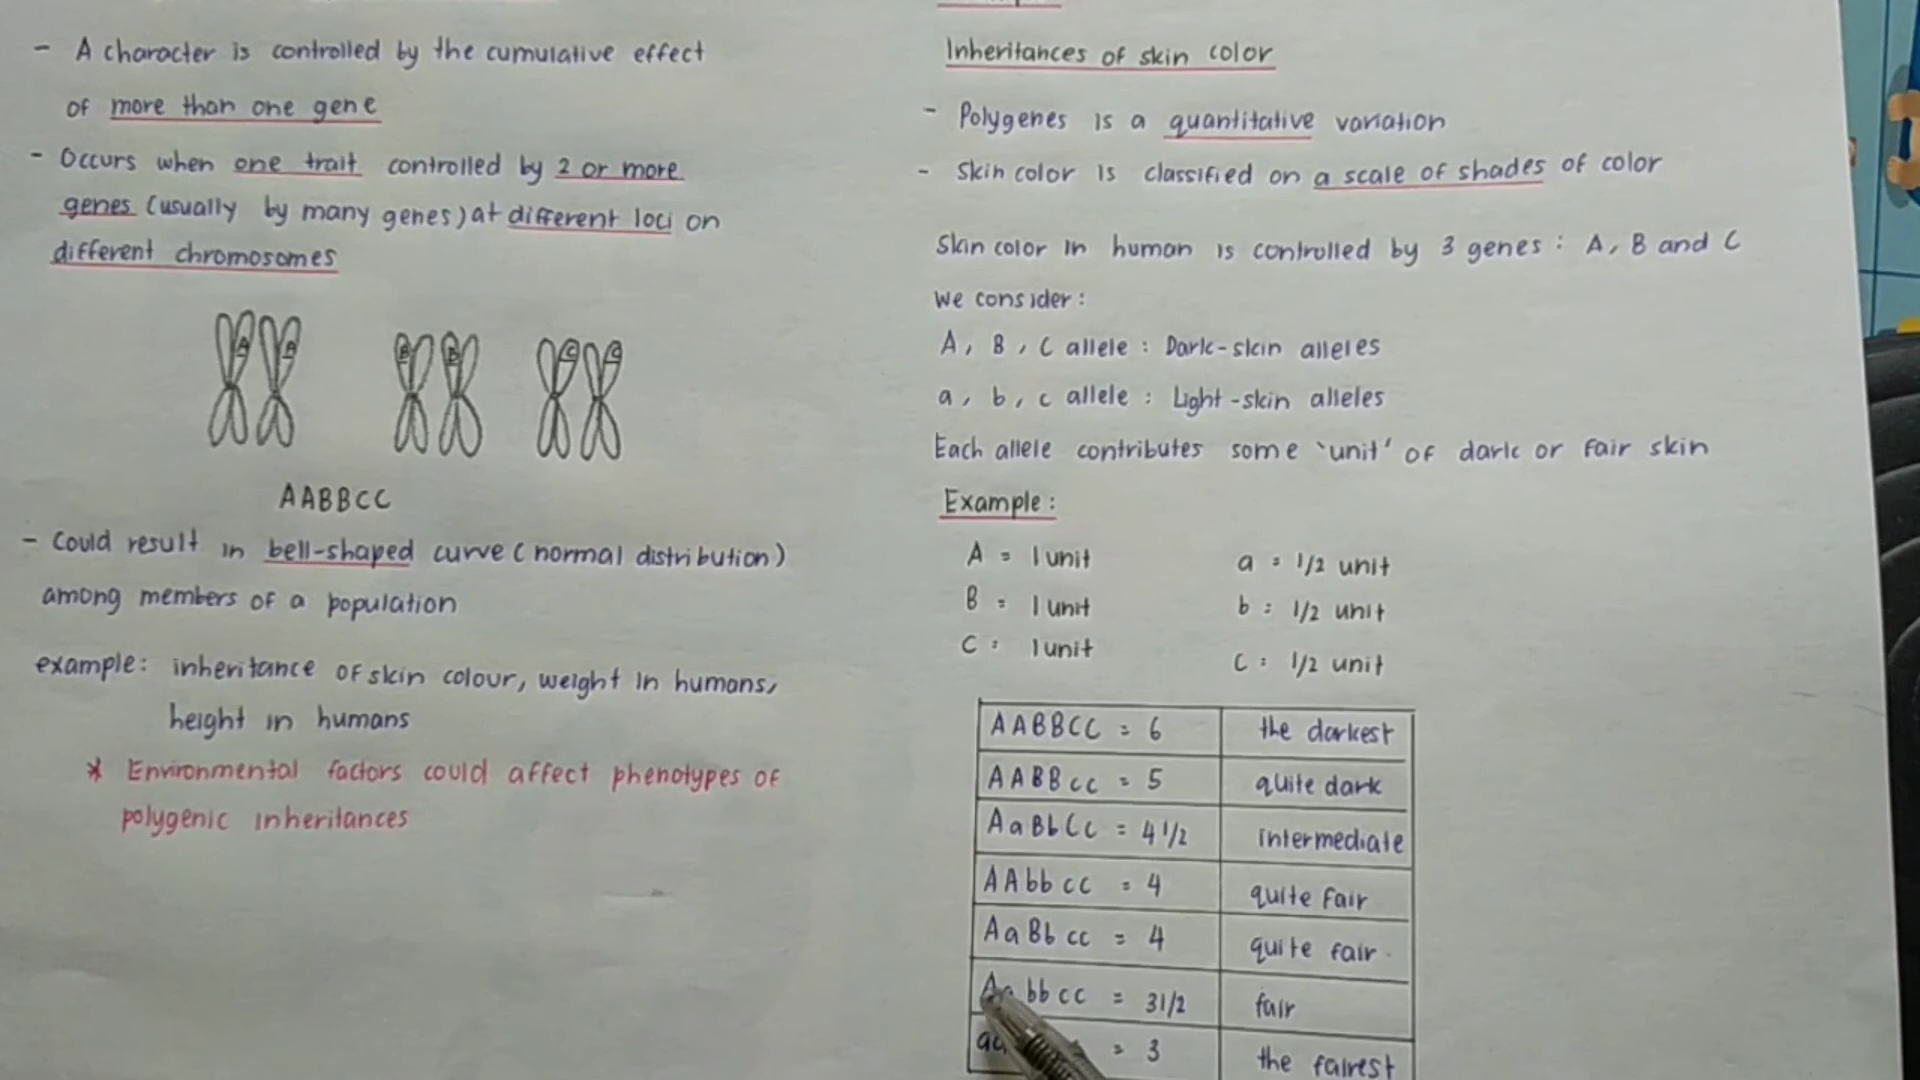 - A character is controlled by the cumulative effect
of more than one gene
- Occurs when one trait controlled by 2 or more
genes (usually by many genes) at different loci on
different chromosomes
A A B B C C
AABBCC
- Could result in bell-shaped curve (normal distribution)
among members of a population
example: inheritance of skin colour, weight in humans,
height in humans
* Environmental factors could affect phenotypes of
polygenic inheritances
Inheritances of skin color
- Polygenes is a quantitative variation
- Skin color is classified on a scale of shades of color
Skin color in human is controlled by 3 genes: A, B and C
We consider:
A, B, C allele: Dark-skin alleles
a, b, c allele: Light-skin alleles
Each allele contributes some 'unit' of dark or fair skin
Example:
A = 1 unit a = 1/2 unit
B = 1 unit b = 1/2 unit
C = 1 unit c = 1/2 unit
AABBCC = 6 the darkest
AABBcc = 5 quite dark
AaBbCc = 4 1/2 intermediate
AAbbcc = 4 quite fair
AaBbcc = 4 quite fair
Aabbcc = 3 1/2 fair
= 3 the fairest